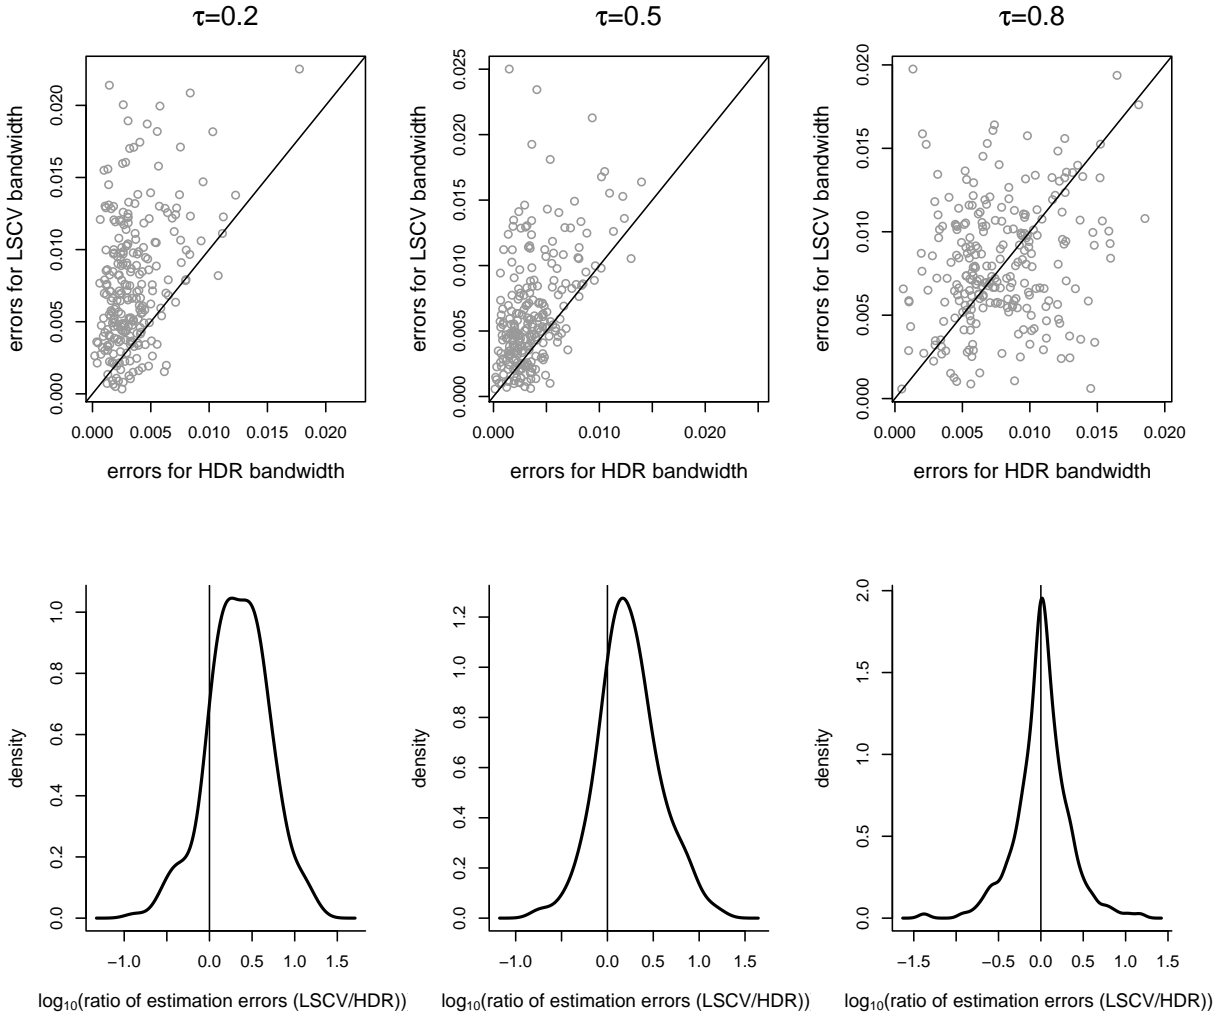 τ=0.2
τ=0.5
τ=0.8
errors for LSCV bandwidth
0.000 0.005 0.010 0.015 0.020
0.000 0.005 0.010 0.015 0.020
errors for HDR bandwidth
errors for LSCV bandwidth
0.000 0.005 0.010 0.015 0.020 0.025
0.000 0.010 0.020
errors for HDR bandwidth
errors for LSCV bandwidth
0.000 0.005 0.010 0.015 0.020
0.000 0.005 0.010 0.015 0.020
errors for HDR bandwidth
density
0.0 0.2 0.4 0.6 0.8 1.0
−1.0 0.0 0.5 1.0 1.5
log₁₀(ratio of estimation errors (LSCV/HDR))
density
0.0 0.2 0.4 0.6 0.8 1.0 1.2
−1.0 0.0 0.5 1.0 1.5
log₁₀(ratio of estimation errors (LSCV/HDR))
density
0.0 0.5 1.0 1.5 2.0
−1.5 −0.5 0.0 0.5 1.0 1.5
log₁₀(ratio of estimation errors (LSCV/HDR))